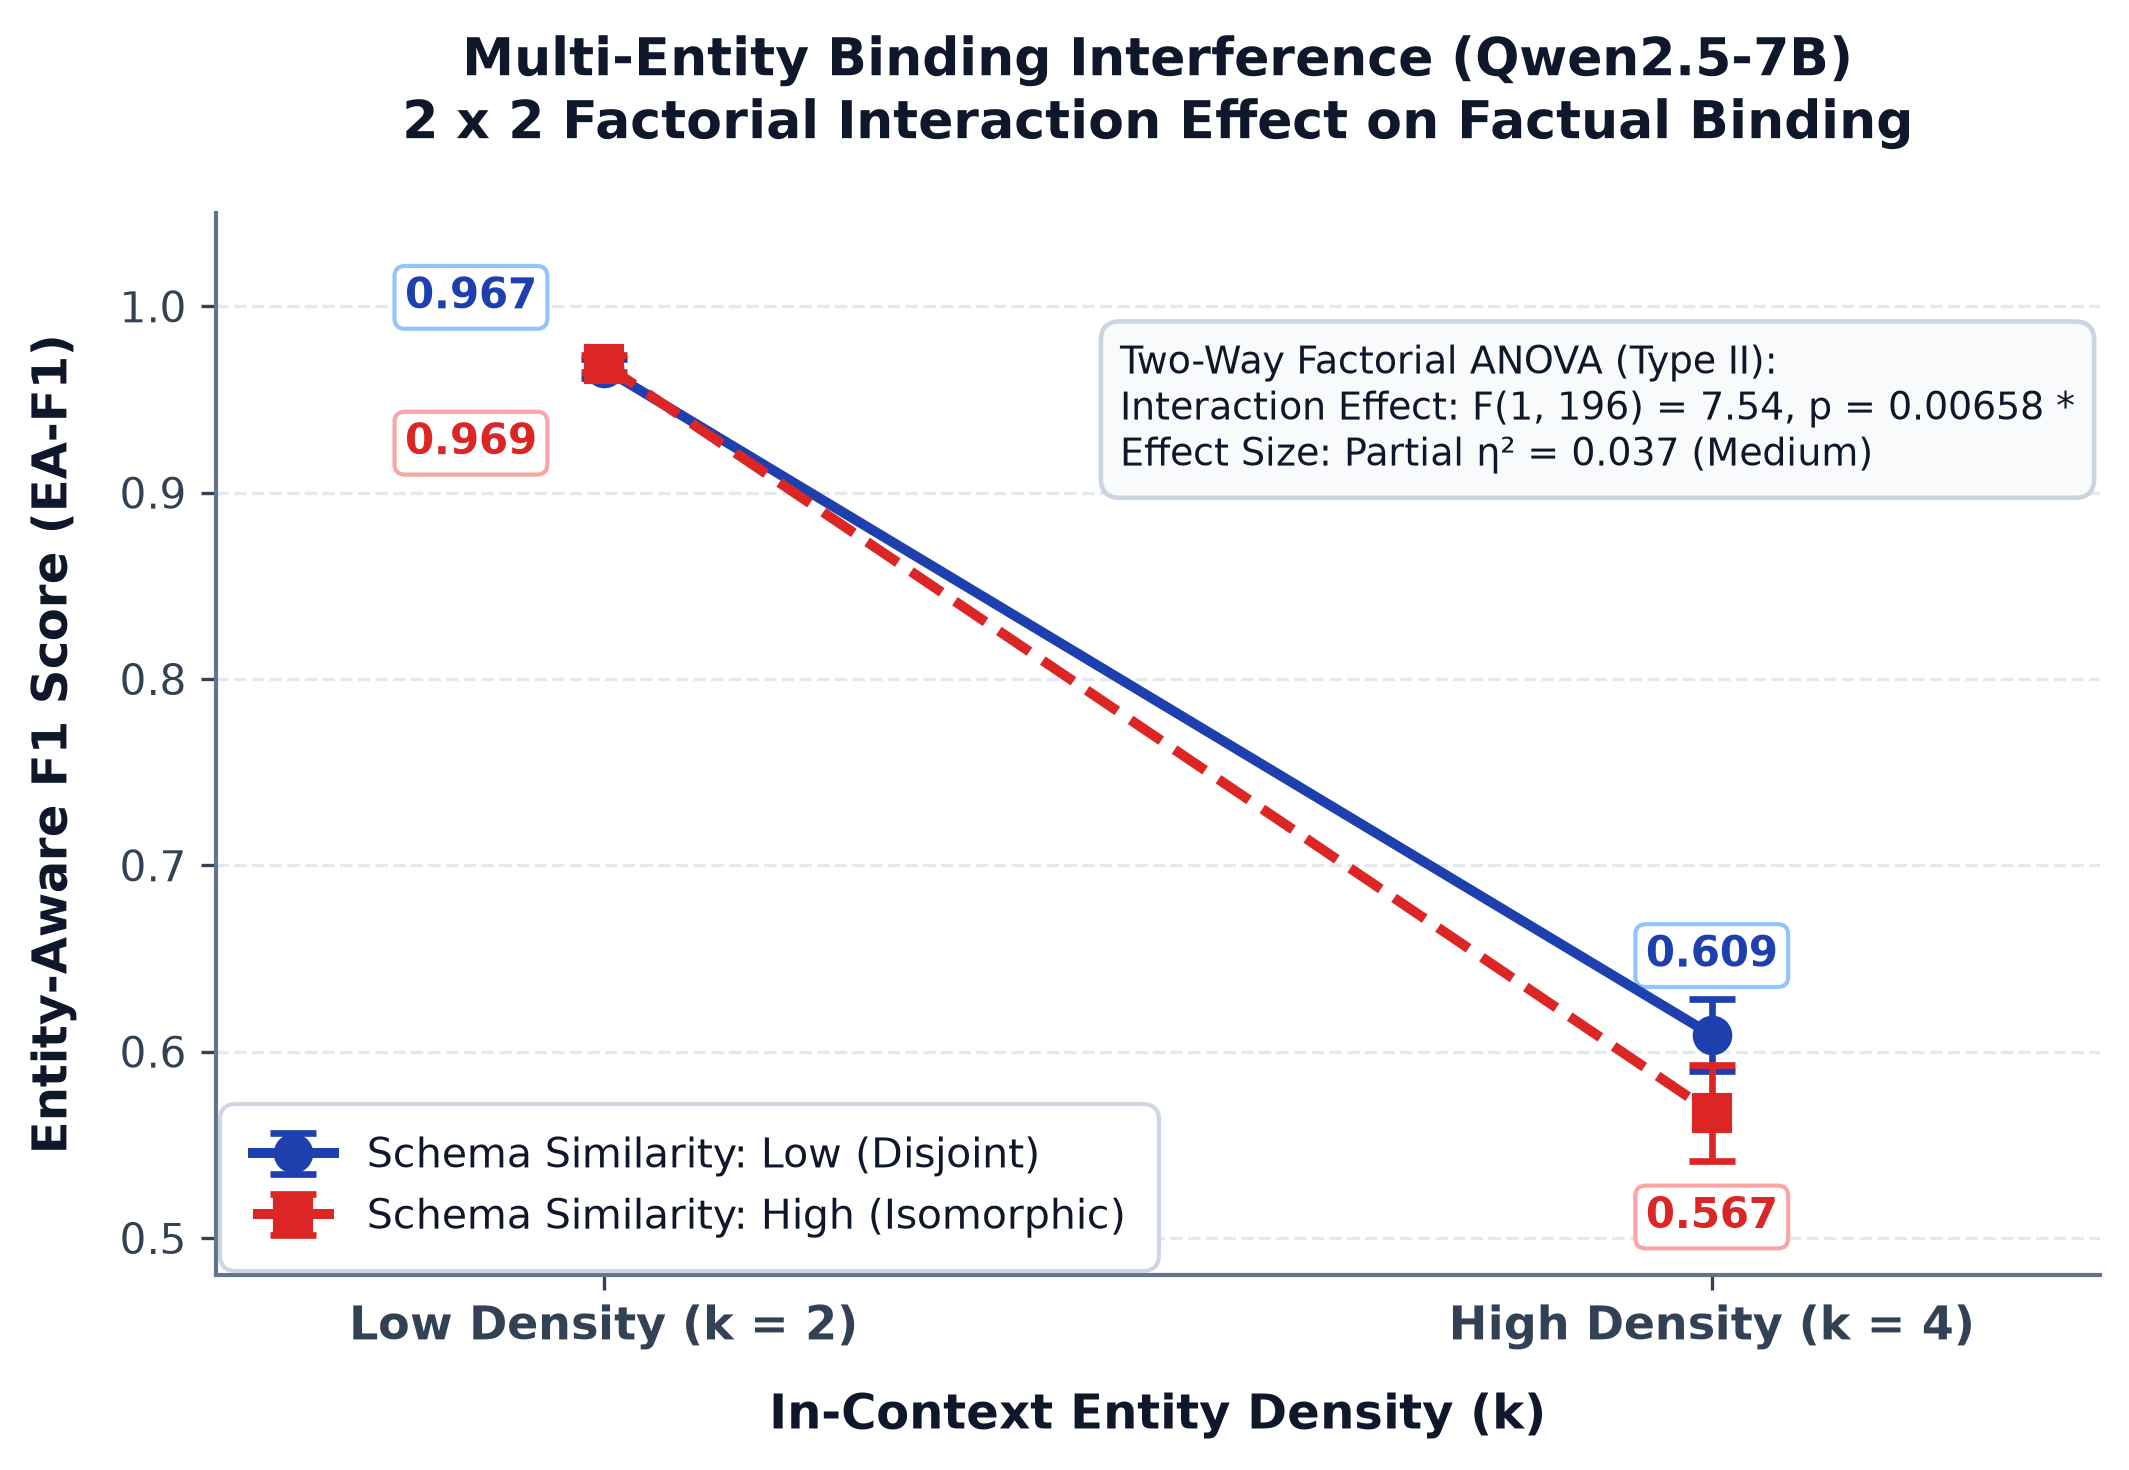 Multi-Entity Binding Interference (Qwen2.5-7B)
2 x 2 Factorial Interaction Effect on Factual Binding
Entity-Aware F1 Score (EA-F1)
1.0
0.9
0.8
0.7
0.6
0.5
0.967
0.969
Two-Way Factorial ANOVA (Type II):
Interaction Effect: F(1, 196) = 7.54, p = 0.00658 *
Effect Size: Partial η² = 0.037 (Medium)
0.609
0.567
Schema Similarity: Low (Disjoint)
Schema Similarity: High (Isomorphic)
Low Density (k = 2)
High Density (k = 4)
In-Context Entity Density (k)